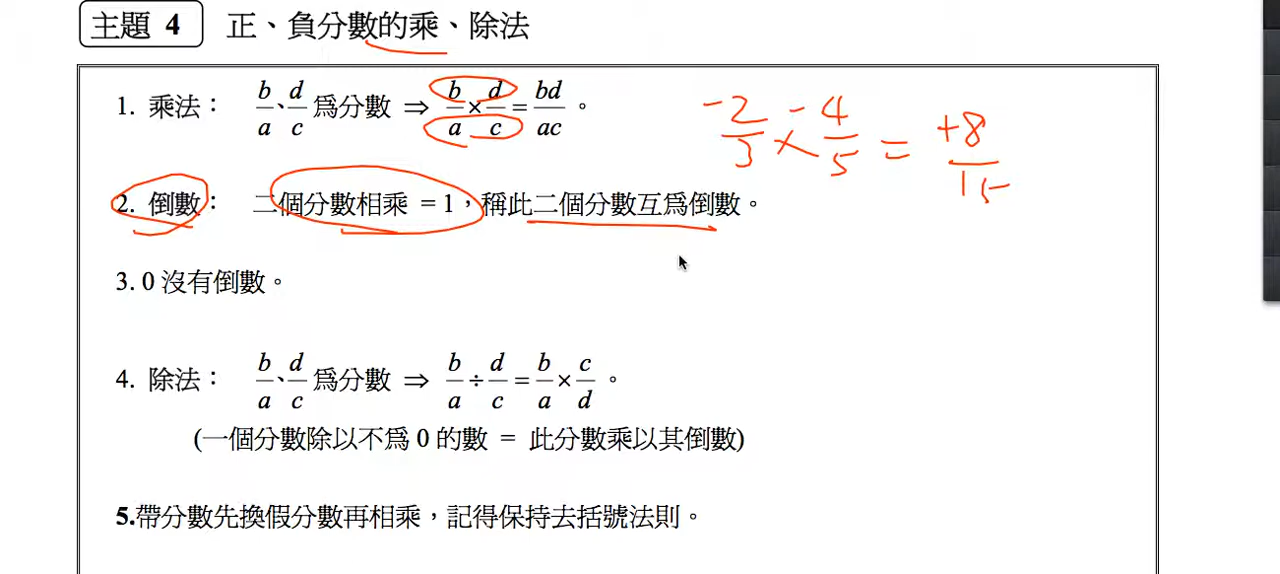 主題 4 正、負分數的乘、除法
1. 乘法： b/a、d/c 為分數 ⇒ b/a × d/c = bd/ac 。
-2/3 × -4/5 = +8/15
2. 倒數： 二個分數相乘 = 1，稱此二個分數互為倒數。
3. 0 沒有倒數。
4. 除法： b/a、d/c 為分數 ⇒ b/a ÷ d/c = b/a × c/d 。
(一個分數除以不為 0 的數 = 此分數乘以其倒數)
5.帶分數先換假分數再相乘，記得保持去括號法則。